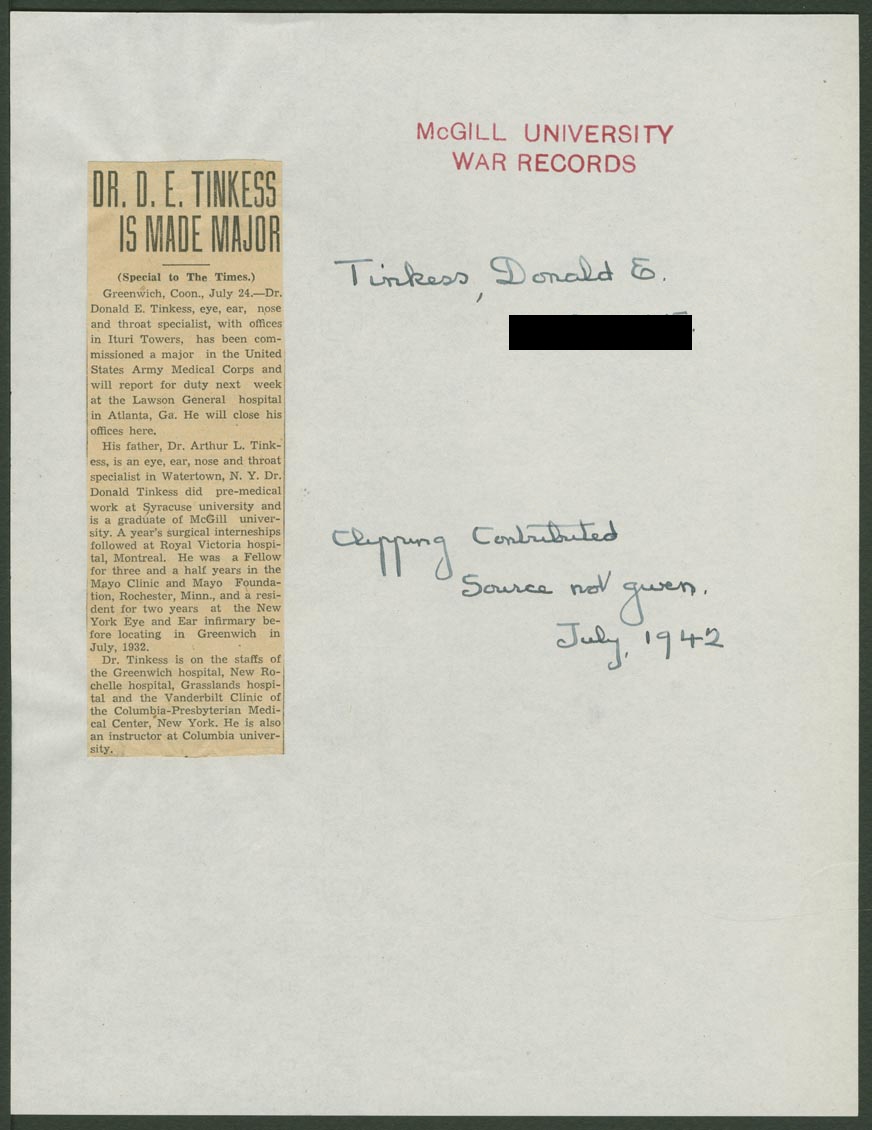 McGILL UNIVERSITY
WAR RECORDS
DR. D. E. TINKESS
IS MADE MAJOR
(Special to The Times.)
Greenwich, Coon., July 24.—Dr.
Donald E. Tinkess, eye, ear, nose
and throat specialist, with offices
in Ituri Towers, has been com-
missioned a major in the United
States Army Medical Corps and
will report for duty next week
at the Lawson General hospital
in Atlanta, Ga. He will close his
offices here.
His father, Dr. Arthur L. Tink-
ess, is an eye, ear, nose and throat
specialist in Watertown, N. Y. Dr.
Donald Tinkess did pre-medical
work at Syracuse university and
is a graduate of McGill univer-
sity. A year's surgical interneships
followed at Royal Victoria hospi-
tal, Montreal. He was a Fellow
for three and a half years in the
Mayo Clinic and Mayo Founda-
tion, Rochester, Minn., and a resi-
dent for two years at the New
York Eye and Ear infirmary be-
fore locating in Greenwich in
July, 1932.
Dr. Tinkess is on the staffs of
the Greenwich hospital, New Ro-
chelle hospital, Grasslands hospi-
tal and the Vanderbilt Clinic of
the Columbia-Presbyterian Medi-
cal Center, New York. He is also
an instructor at Columbia univer-
sity.
Tinkess, Donald E.
Clipping Contributed
Source not given.
July, 1942